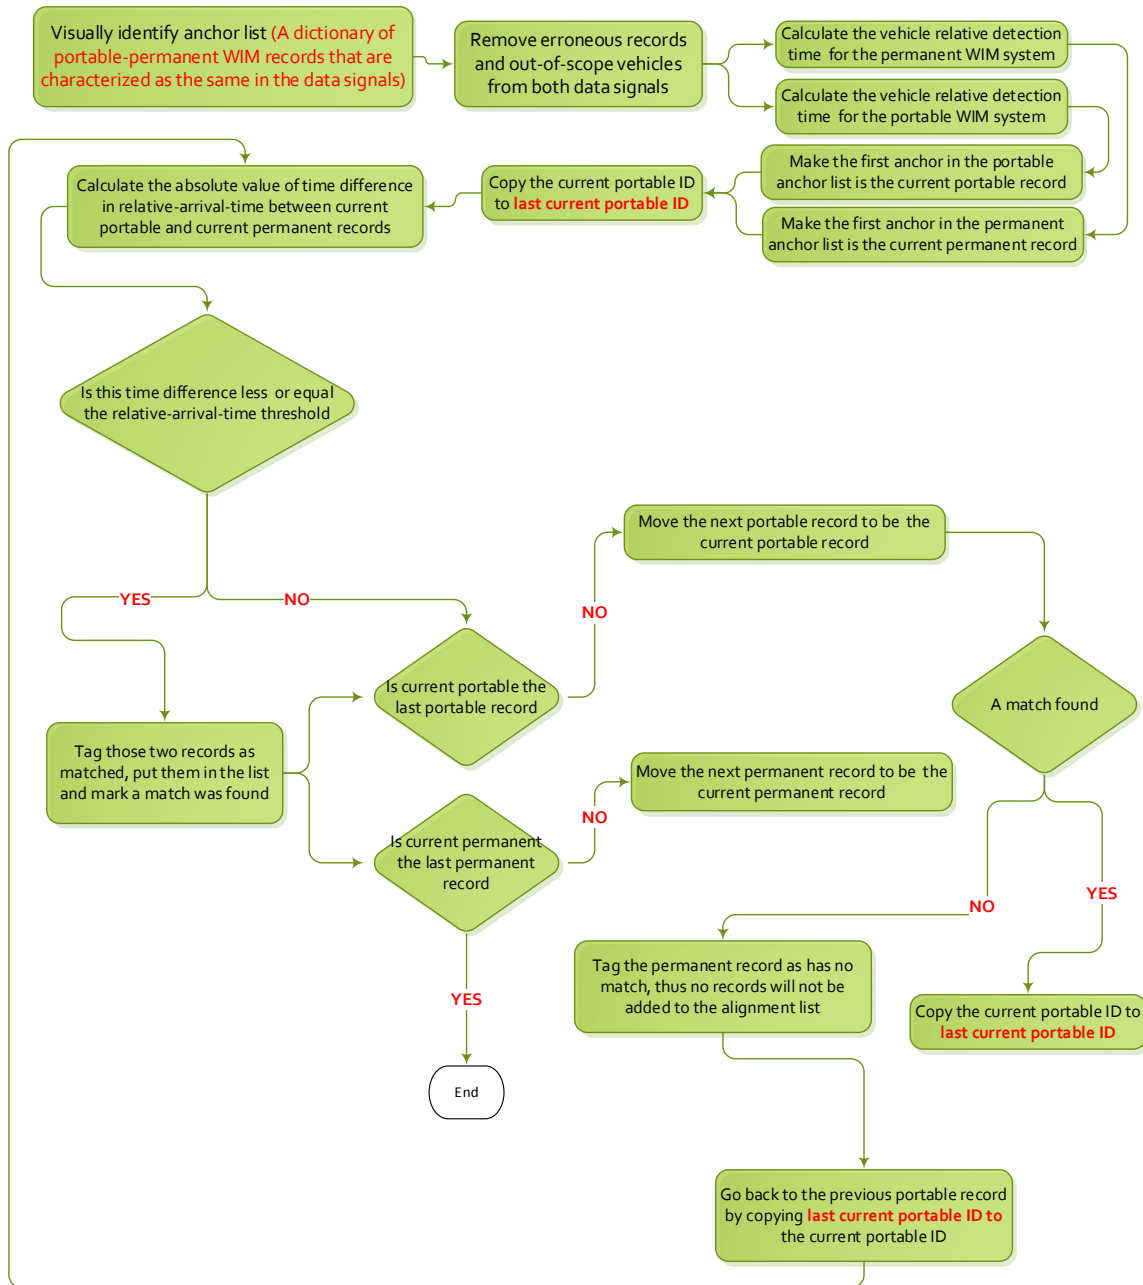 Visually identify anchor list (A dictionary of
portable-permanent WIM records that are
characterized as the same in the data signals)
Remove erroneous records
and out-of-scope vehicles
from both data signals
Calculate the vehicle relative detection
time for the permanent WIM system
Calculate the vehicle relative detection
time for the portable WIM system
Make the first anchor in the portable
anchor list is the current portable record
Make the first anchor in the permanent
anchor list is the current permanent record
Copy the current portable ID
to last current portable ID
Calculate the absolute value of time difference
in relative-arrival-time between current
portable and current permanent records
Is this time difference less or equal
the relative-arrival-time threshold
YES
NO
Tag those two records as
matched, put them in the list
and mark a match was found
Is current portable the
last portable record
NO
Move the next portable record to be the
current portable record
Is current permanent
the last permanent
record
NO
Move the next permanent record to be the
current permanent record
YES
End
A match found
NO
YES
Tag the permanent record as has no
match, thus no records will not be
added to the alignment list
Copy the current portable ID to
last current portable ID
Go back to the previous portable record
by copying last current portable ID to
the current portable ID